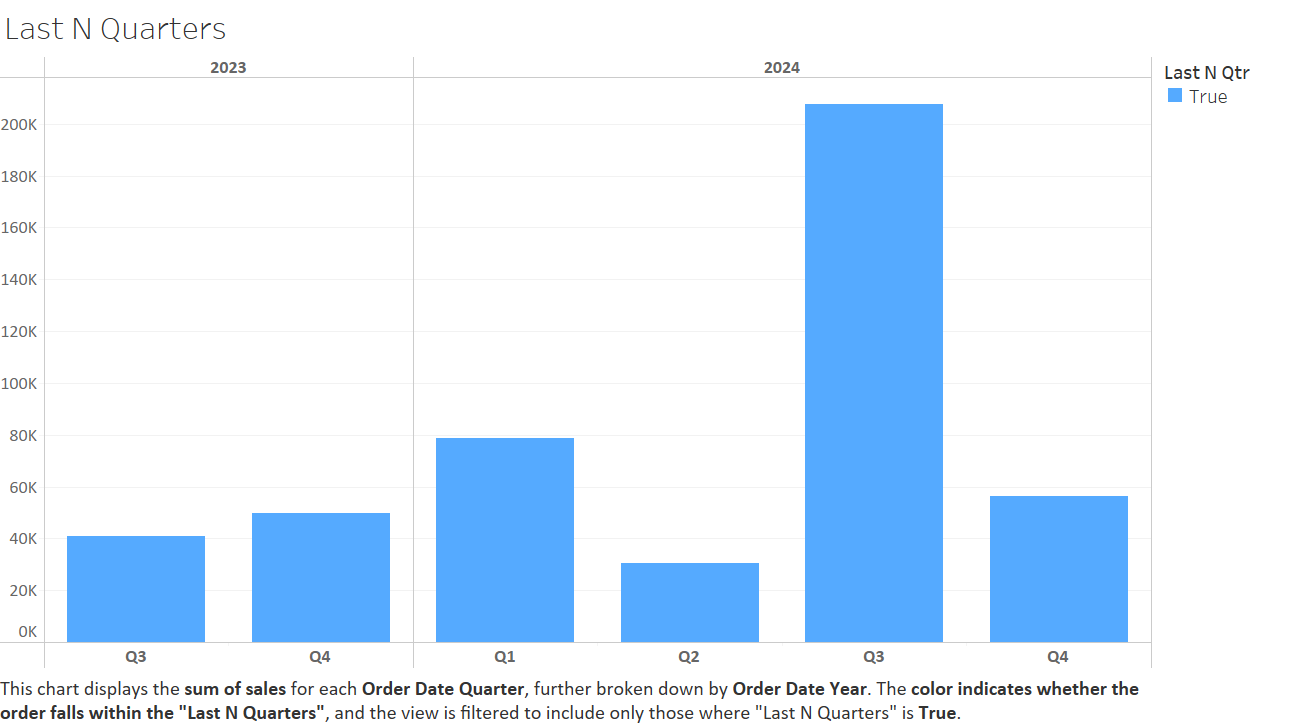 Last N Quarters
2023 2024
Last N Qtr
True
200K
180K
160K
140K
120K
100K
80K
60K
40K
20K
0K
Q3 Q4 Q1 Q2 Q3 Q4
This chart displays the sum of sales for each Order Date Quarter, further broken down by Order Date Year. The color indicates whether the
order falls within the "Last N Quarters", and the view is filtered to include only those where "Last N Quarters" is True.